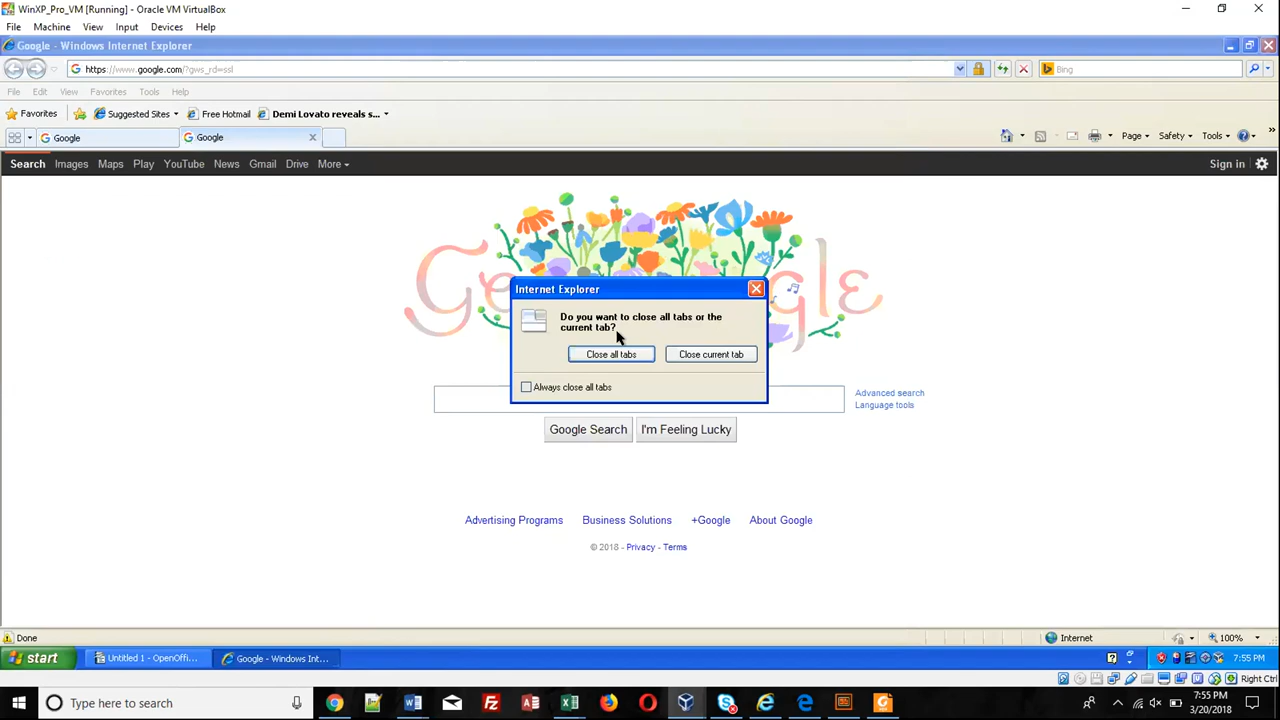 WinXP_Pro_VM [Running] - Oracle VM VirtualBox
File Machine View Input Devices Help
Google - Windows Internet Explorer
https://www.google.com/?gws_rd=ssl
Bing
File Edit View Favorites Tools Help
Favorites Suggested Sites Free Hotmail Demi Lovato reveals s...
Google Google Page Safety Tools
Search Images Maps Play YouTube News Gmail Drive More Sign in
Internet Explorer
Do you want to close all tabs or the
current tab?
Close all tabs Close current tab
Always close all tabs
Advanced search
Language tools
Google Search I'm Feeling Lucky
Advertising Programs Business Solutions +Google About Google
© 2018 - Privacy - Terms
Done Internet 100%
start Untitled 1 - OpenOffi... Google - Windows Int... 7:55 PM
Right Ctrl
Type here to search
7:55 PM
3/20/2018